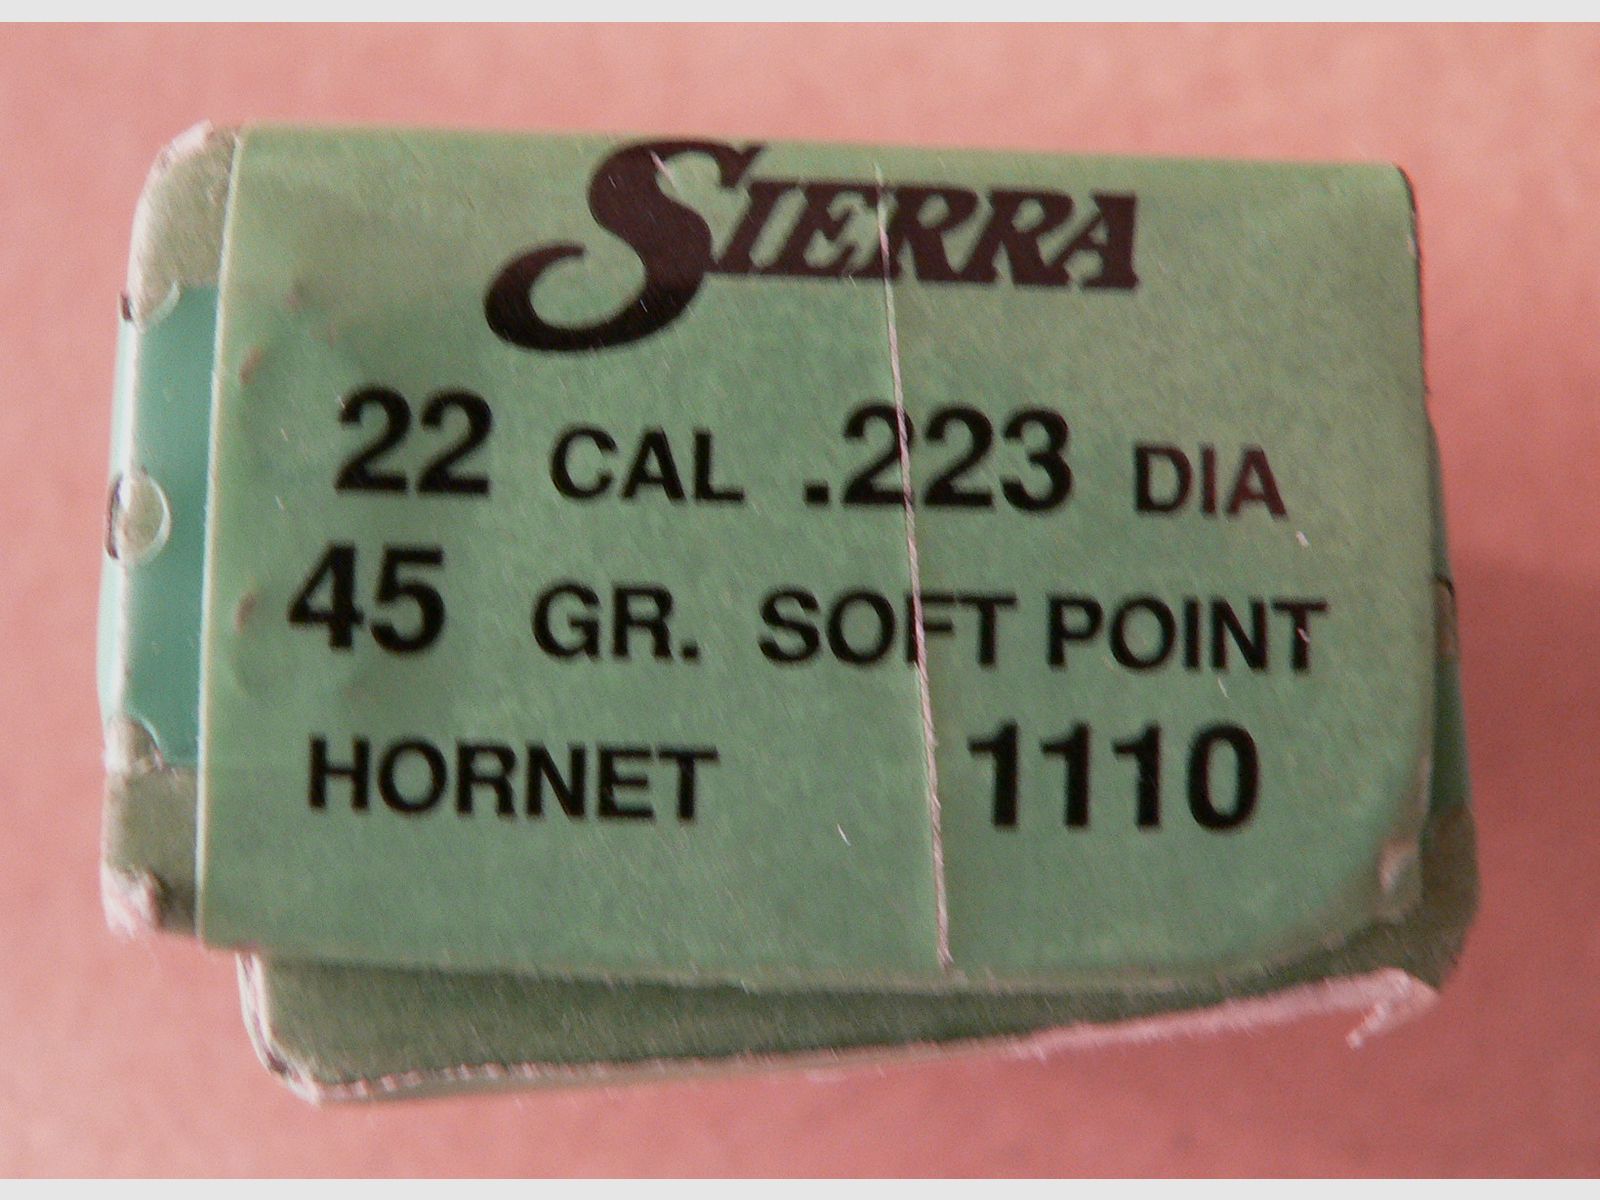 SIERRA
22 CAL .223 DIA
45 GR. SOFT POINT
HORNET 1110